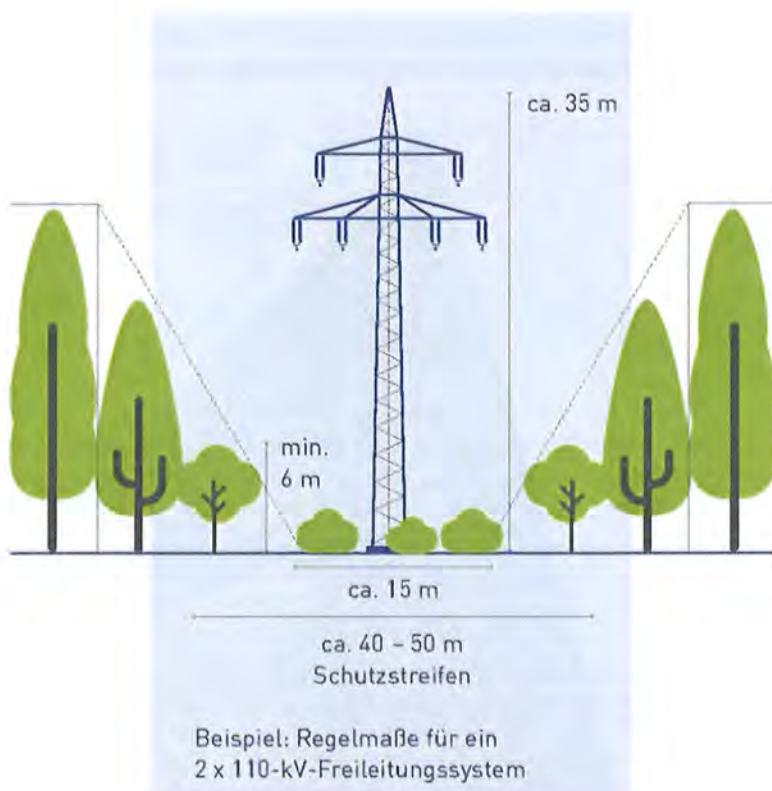 ca. 35 m
min.
6 m
ca. 15 m
ca. 40 – 50 m
Schutzstreifen
Beispiel: Regelmaße für ein
2 x 110-kV-Freileitungssystem